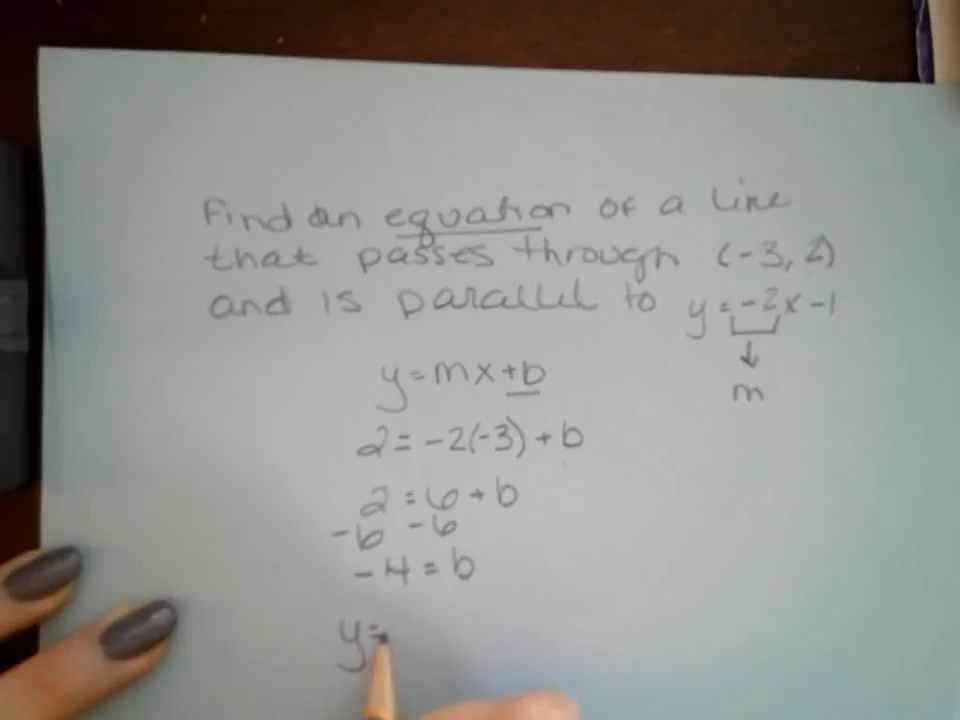 Find an equation of a line
that passes through (-3, 2)
and is parallel to y = -2x - 1
m
y = mx + b
2 = -2(-3) + b
2 = 6 + b
-6 -6
-4 = b
y =